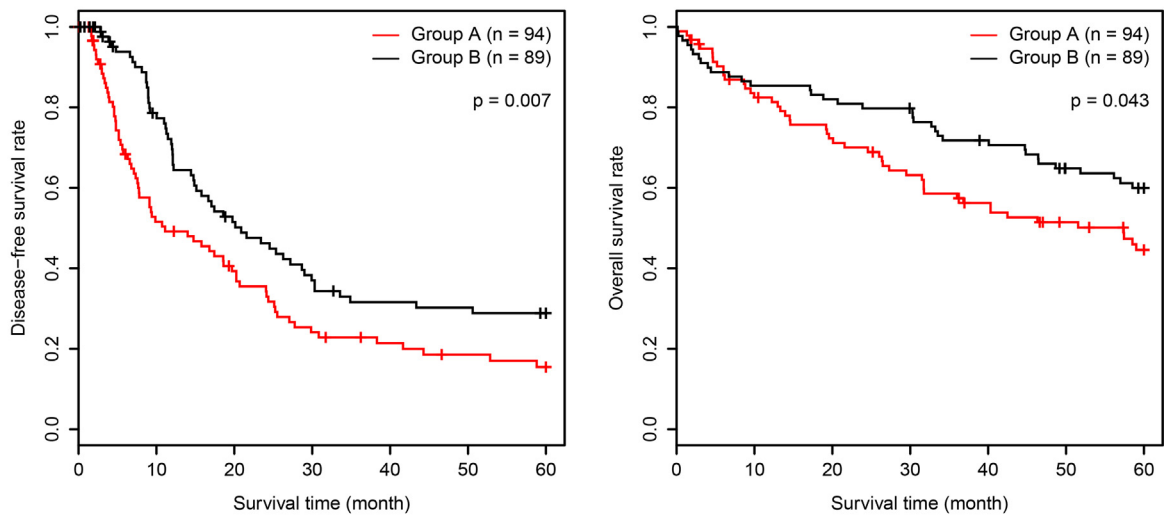 Group A (n = 94)
Group B (n = 89)
p = 0.007
Disease−free survival rate
1.0
0.8
0.6
0.4
0.2
0.0
0 10 20 30 40 50 60
Survival time (month)
Group A (n = 94)
Group B (n = 89)
p = 0.043
Overall survival rate
1.0
0.8
0.6
0.4
0.2
0.0
0 10 20 30 40 50 60
Survival time (month)